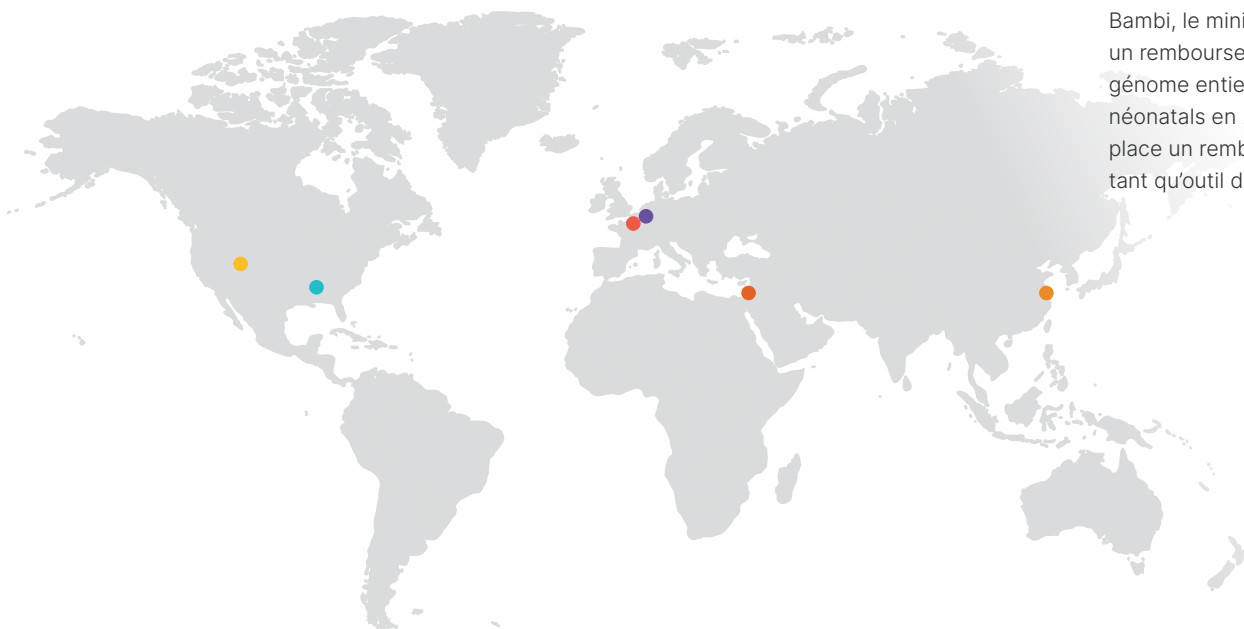 Bambi, le mini
un rembourse
génome entie
néonatals en
place un remb
tant qu’outil d